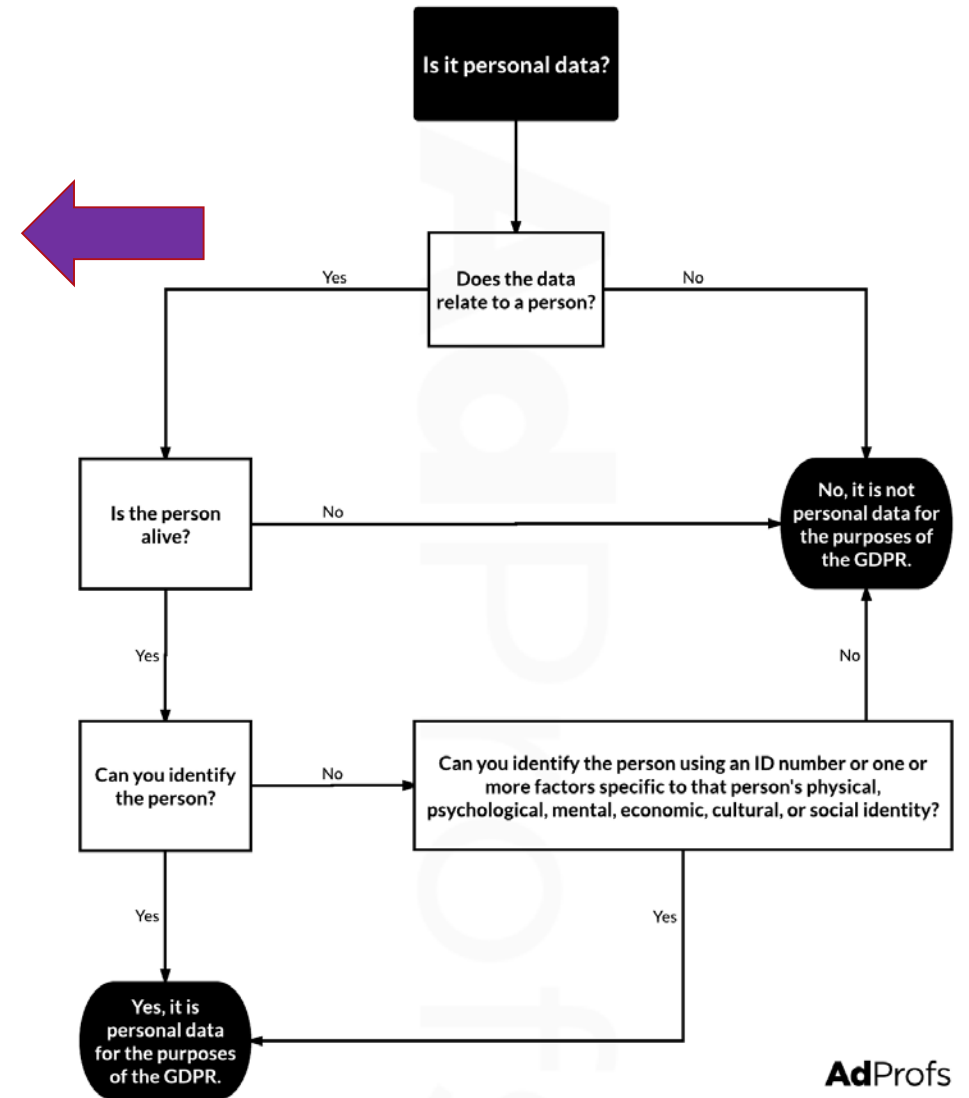 Is it personal data?
Does the data
relate to a person?
Yes
No
Is the person
alive?
No
No, it is not
personal data for
the purposes of
the GDPR.
Yes
No
Can you identify
the person?
No
Can you identify the person using an ID number or one or
more factors specific to that person's physical,
psychological, mental, economic, cultural, or social identity?
Yes
Yes
Yes, it is
personal data
for the purposes
of the GDPR.
AdProfs
AdProfs